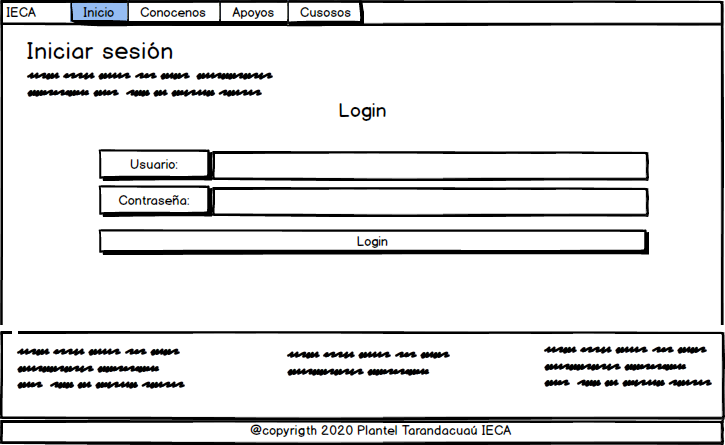 IECA Inicio Conocenos Apoyos Cusosos
Iniciar sesión
Login
Usuario:
Contraseña:
Login
@copyrigth 2020 Plantel Tarandacuaú IECA